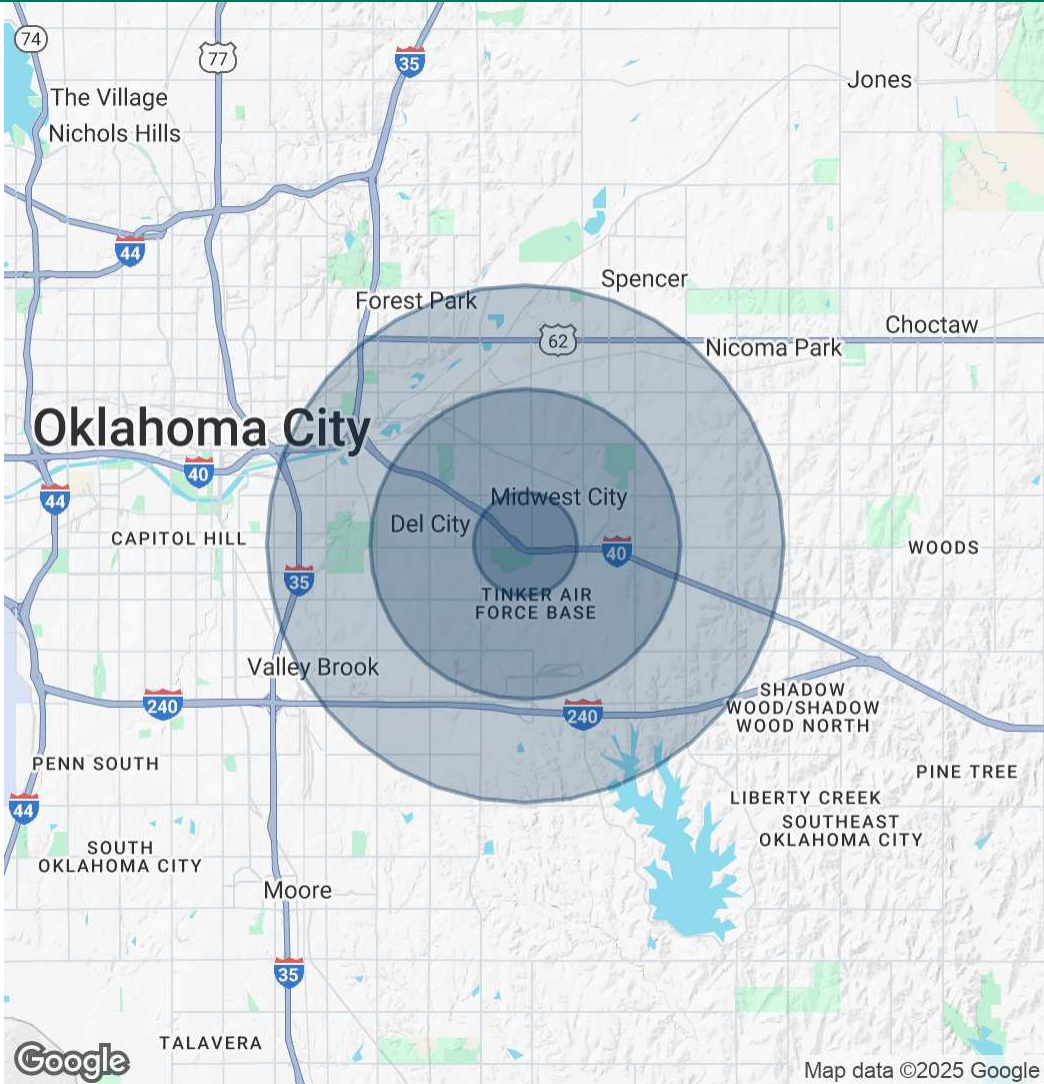 74
77
35
Jones
The Village
Nichols Hills
44
Spencer
Forest Park
Choctaw
62
Nicoma Park
Oklahoma City
40
44
Midwest City
Del City
CAPITOL HILL
WOODS
40
35
TINKER AIR
FORCE BASE
Valley Brook
240
240
SHADOW
WOOD/SHADOW
WOOD NORTH
PENN SOUTH
PINE TREE
44
LIBERTY CREEK
SOUTHEAST
OKLAHOMA CITY
SOUTH
OKLAHOMA CITY
Moore
35
TALAVERA
Google
Map data ©2025 Google